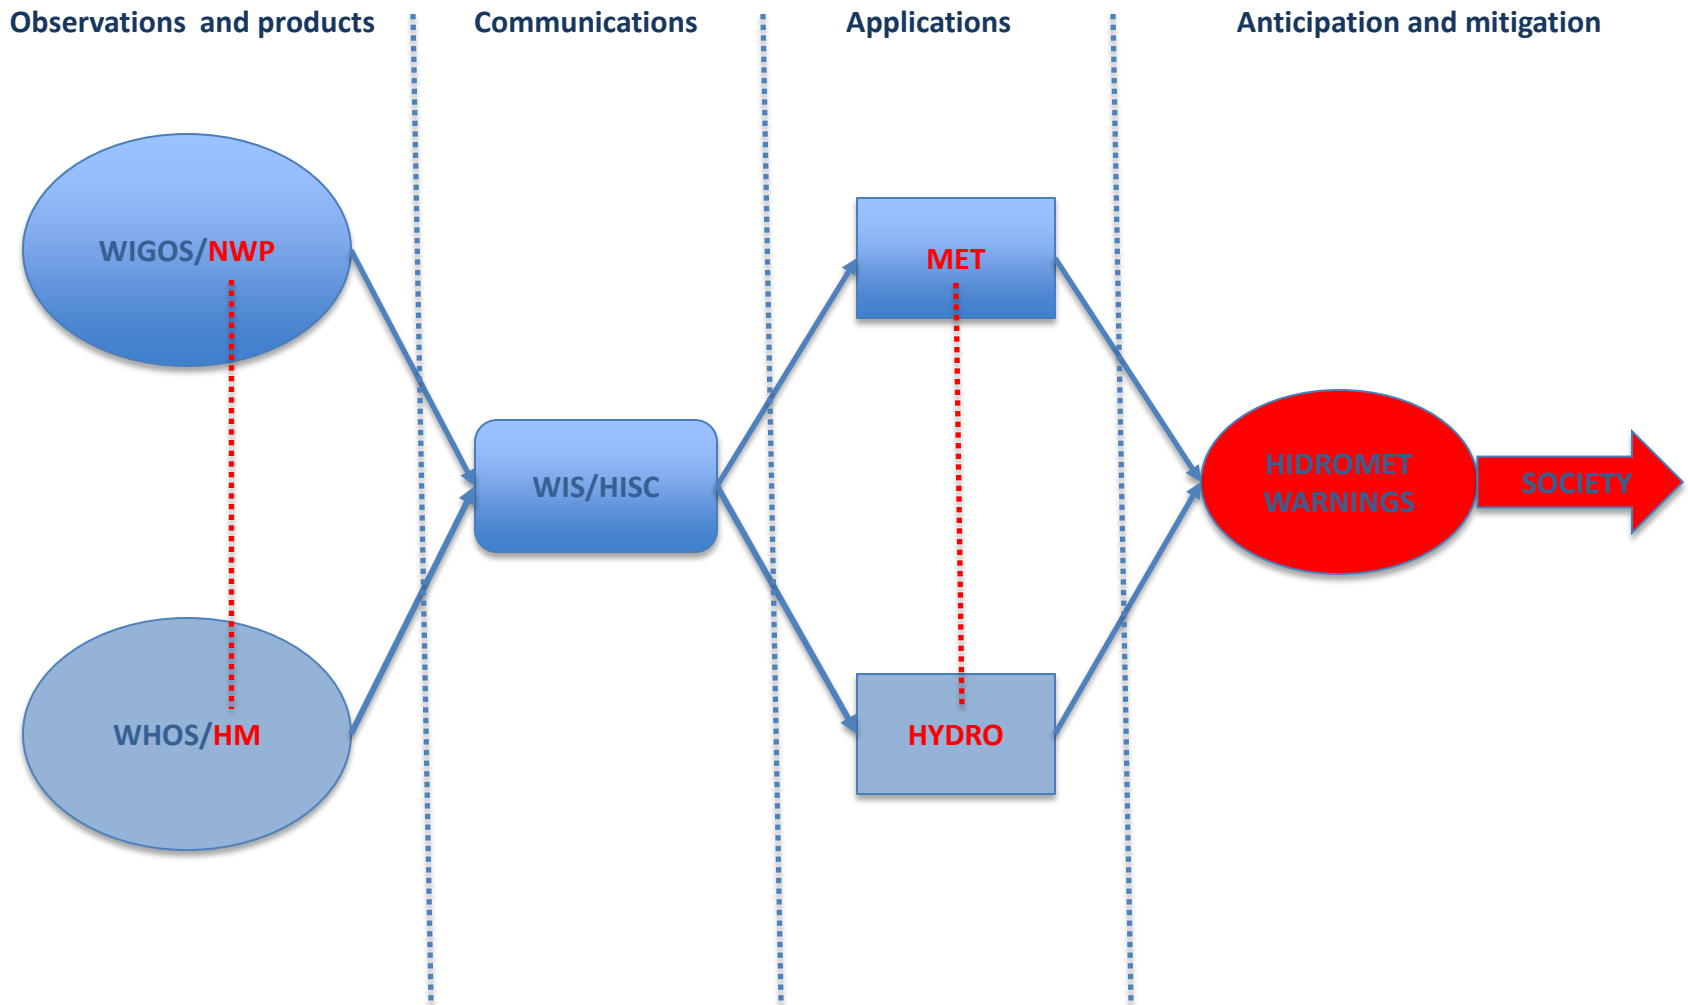 Observations and products
Communications
Applications
Anticipation and mitigation
WIGOS/NWP
MET
WIS/HISC
HIDROMET
WARNINGS
SOCIETY
WHOS/HM
HYDRO